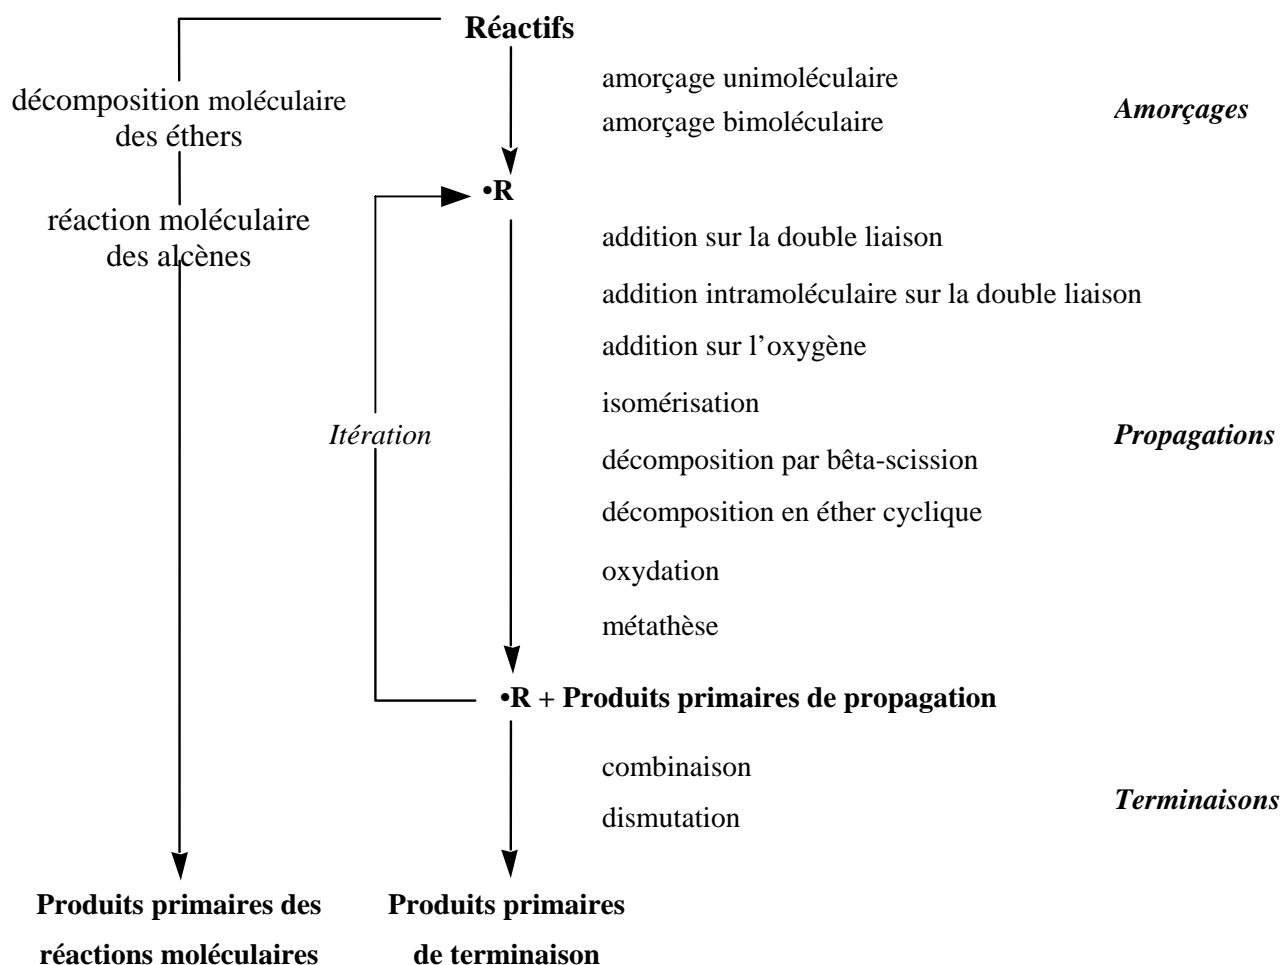 Réactifs
décomposition moléculaire
des éthers
réaction moléculaire
des alcènes
amorçage unimoléculaire
amorçage bimoléculaire
Amorçages
•R
addition sur la double liaison
addition intramoléculaire sur la double liaison
addition sur l’oxygène
isomérisation
Itération
Propagations
décomposition par bêta-scission
décomposition en éther cyclique
oxydation
métathèse
•R + Produits primaires de propagation
combinaison
dismutation
Terminaisons
Produits primaires des
réactions moléculaires
Produits primaires
de terminaison